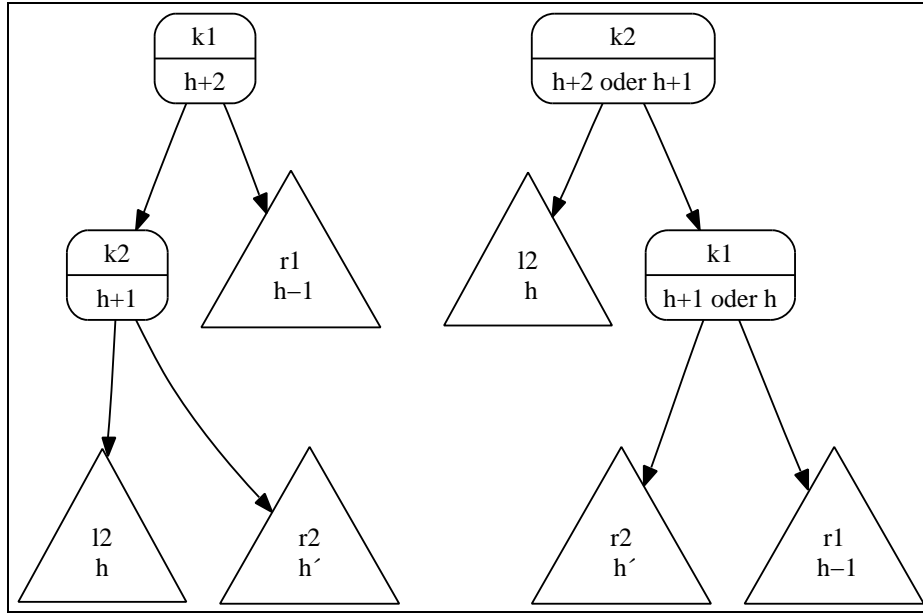 k1
h+2
k2
h+1
r1
h−1
l2
h
r2
h´
k2
h+2 oder h+1
l2
h
k1
h+1 oder h
r2
h´
r1
h−1